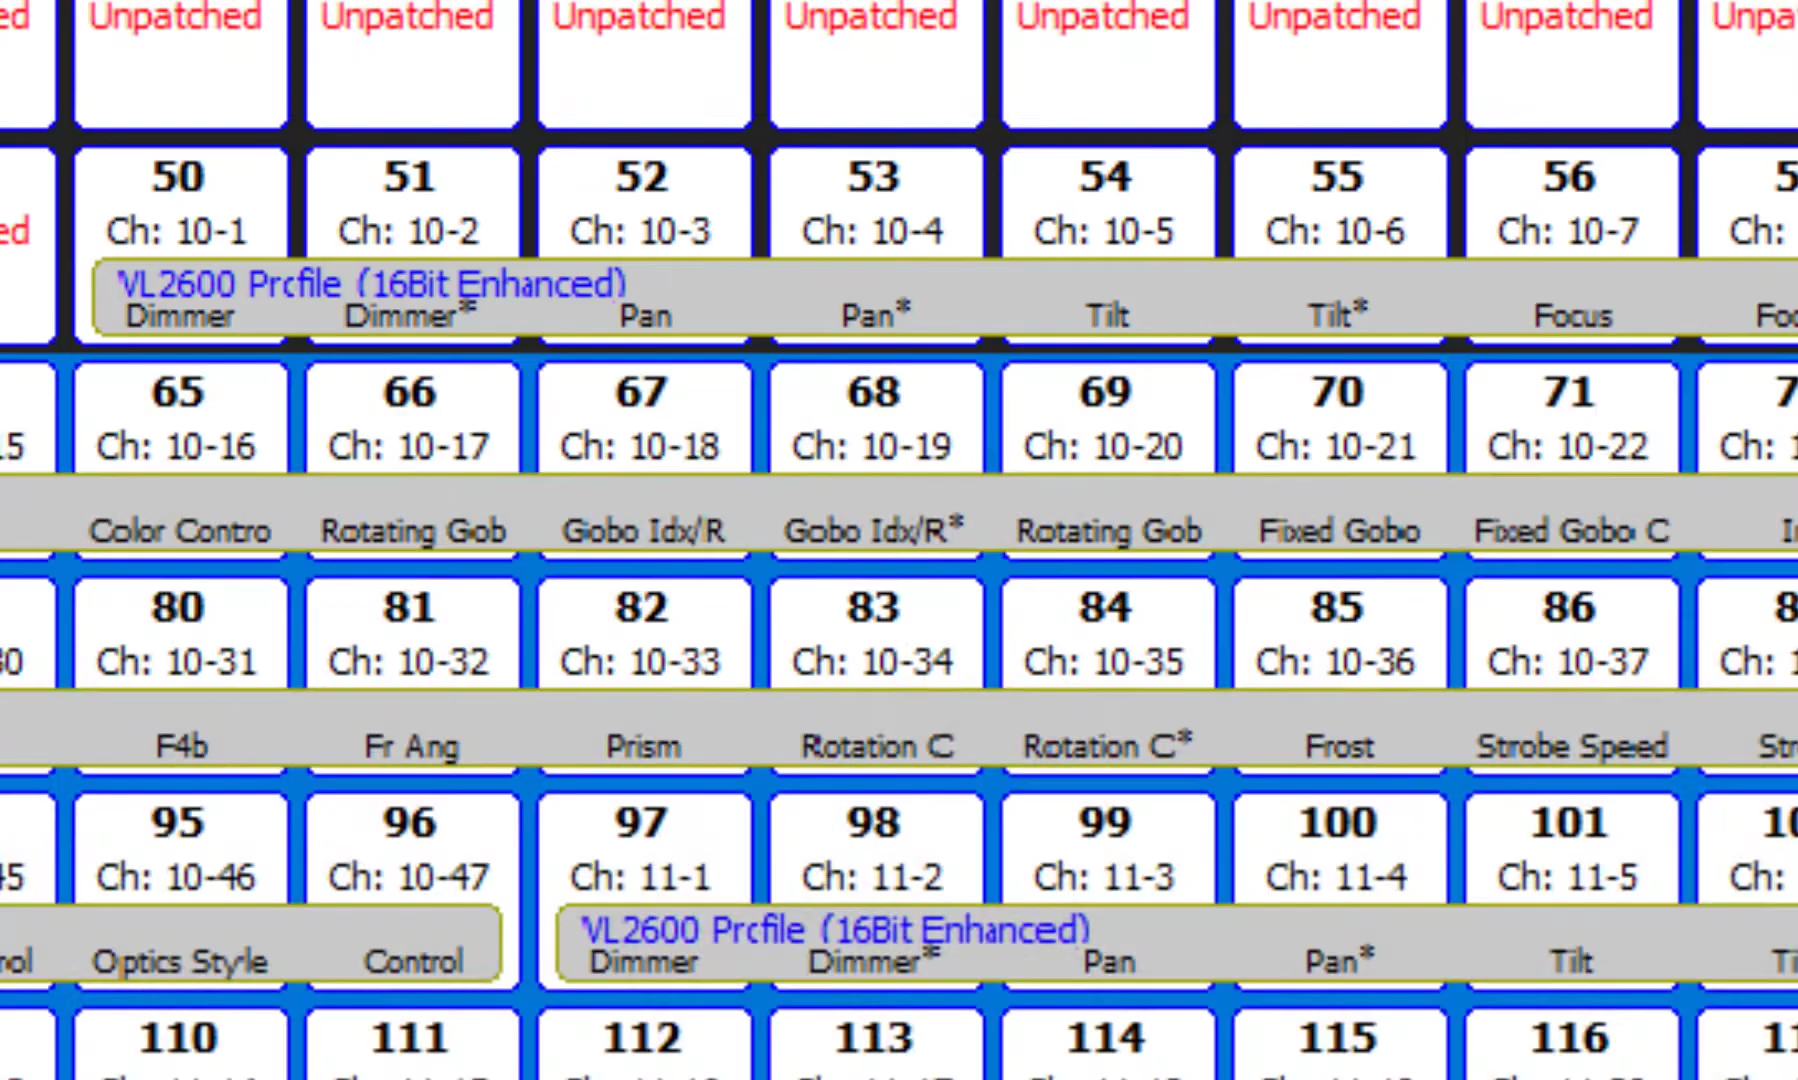 Unpatched Unpatched Unpatched Unpatched Unpatched Unpatched Unpatched
50 51 52 53 54 55 56
Ch: 10-1 Ch: 10-2 Ch: 10-3 Ch: 10-4 Ch: 10-5 Ch: 10-6 Ch: 10-7 Ch:
VL2600 Profile (16Bit Enhanced)
Dimmer Dimmer* Pan Pan* Tilt Tilt* Focus
65 66 67 68 69 70 71
Ch: 10-16 Ch: 10-17 Ch: 10-18 Ch: 10-19 Ch: 10-20 Ch: 10-21 Ch: 10-22 Ch:
Color Contro Rotating Gob Gobo Idx/R Gobo Idx/R* Rotating Gob Fixed Gobo Fixed Gobo C
80 81 82 83 84 85 86
Ch: 10-31 Ch: 10-32 Ch: 10-33 Ch: 10-34 Ch: 10-35 Ch: 10-36 Ch: 10-37 Ch:
F4b Fr Ang Prism Rotation C Rotation C* Frost Strobe Speed
95 96 97 98 99 100 101
Ch: 10-46 Ch: 10-47 Ch: 11-1 Ch: 11-2 Ch: 11-3 Ch: 11-4 Ch: 11-5 Ch:
VL2600 Profile (16Bit Enhanced)
Optics Style Control Dimmer Dimmer* Pan Pan* Tilt
110 111 112 113 114 115 116